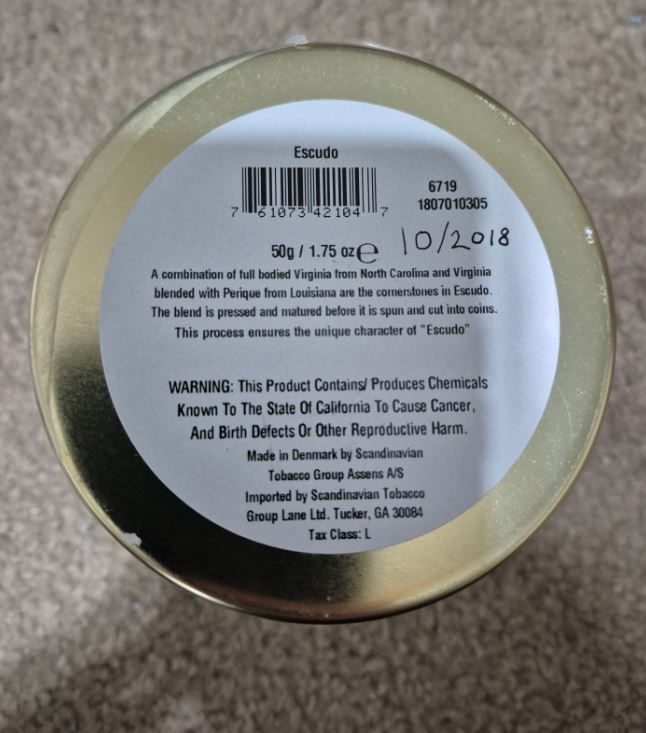 Escudo
7 61073 42104 7
6719
1807010305
50g / 1.75 oz ℮
10/2018
A combination of full bodied Virginia from North Carolina and Virginia
blended with Perique from Louisiana are the cornerstones in Escudo.
The blend is pressed and matured before it is spun and cut into coins.
This process ensures the unique character of "Escudo"
WARNING: This Product Contains/ Produces Chemicals
Known To The State Of California To Cause Cancer,
And Birth Defects Or Other Reproductive Harm.
Made in Denmark by Scandinavian
Tobacco Group Assens A/S
Imported by Scandinavian Tobacco
Group Lane Ltd. Tucker, GA 30084
Tax Class: L